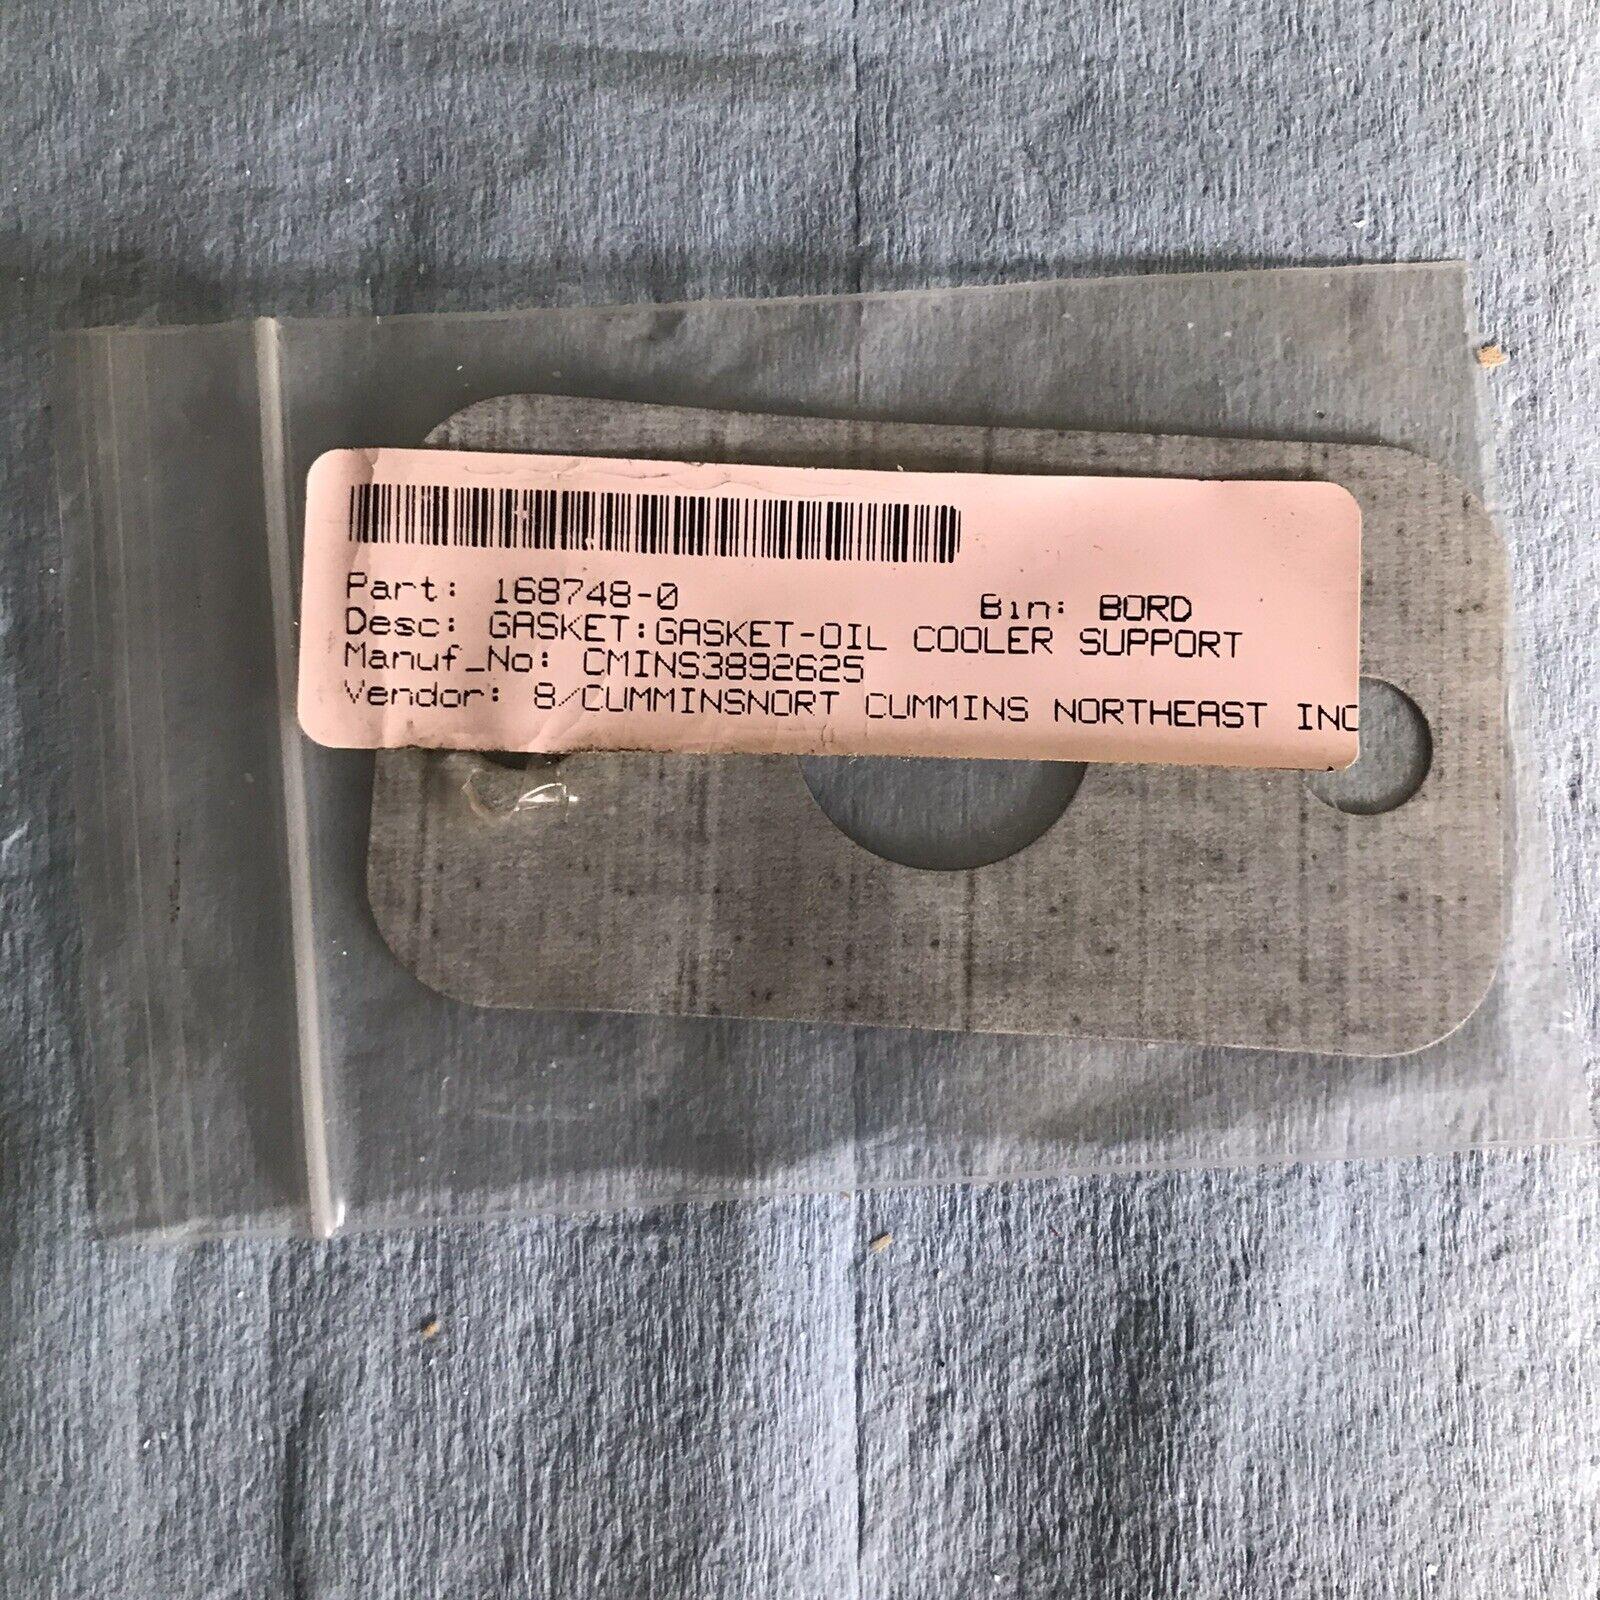 Part: 168748-0 Bin: BORD
Desc: GASKET:GASKET-OIL COOLER SUPPORT
Manuf_No: CMINS3892625
Vendor: 8/CUMMINSNORT CUMMINS NORTHEAST INC